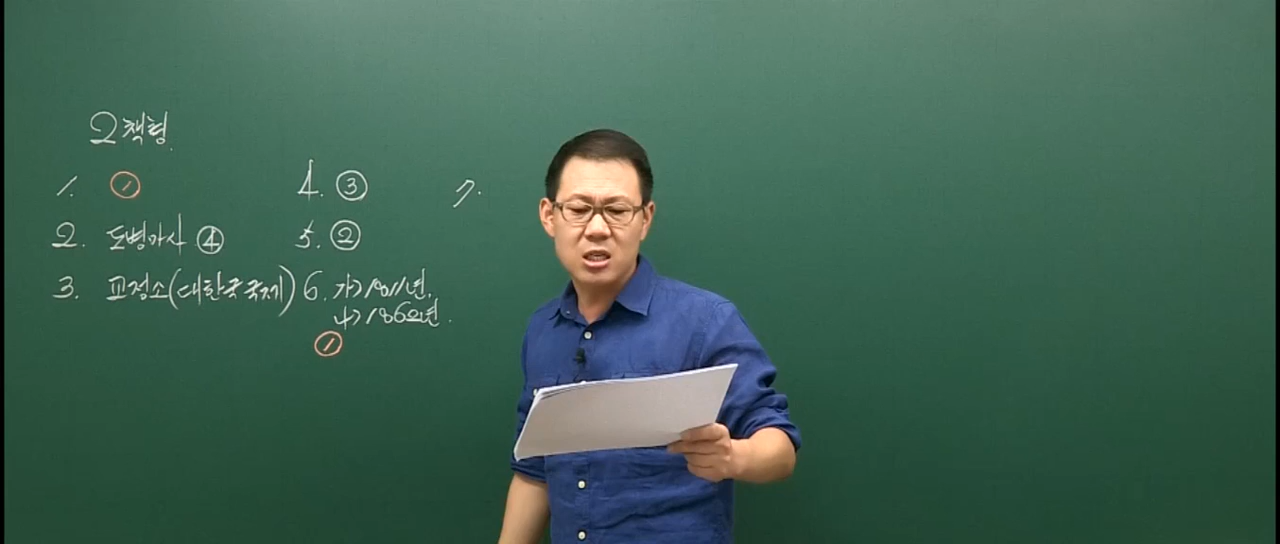 2책형.
1. ①
2. 도병마사 ④
3. 교정소(대한국국제)
4. ③
5. ②
6. 가>1811년.
나>1862년.
①
7.